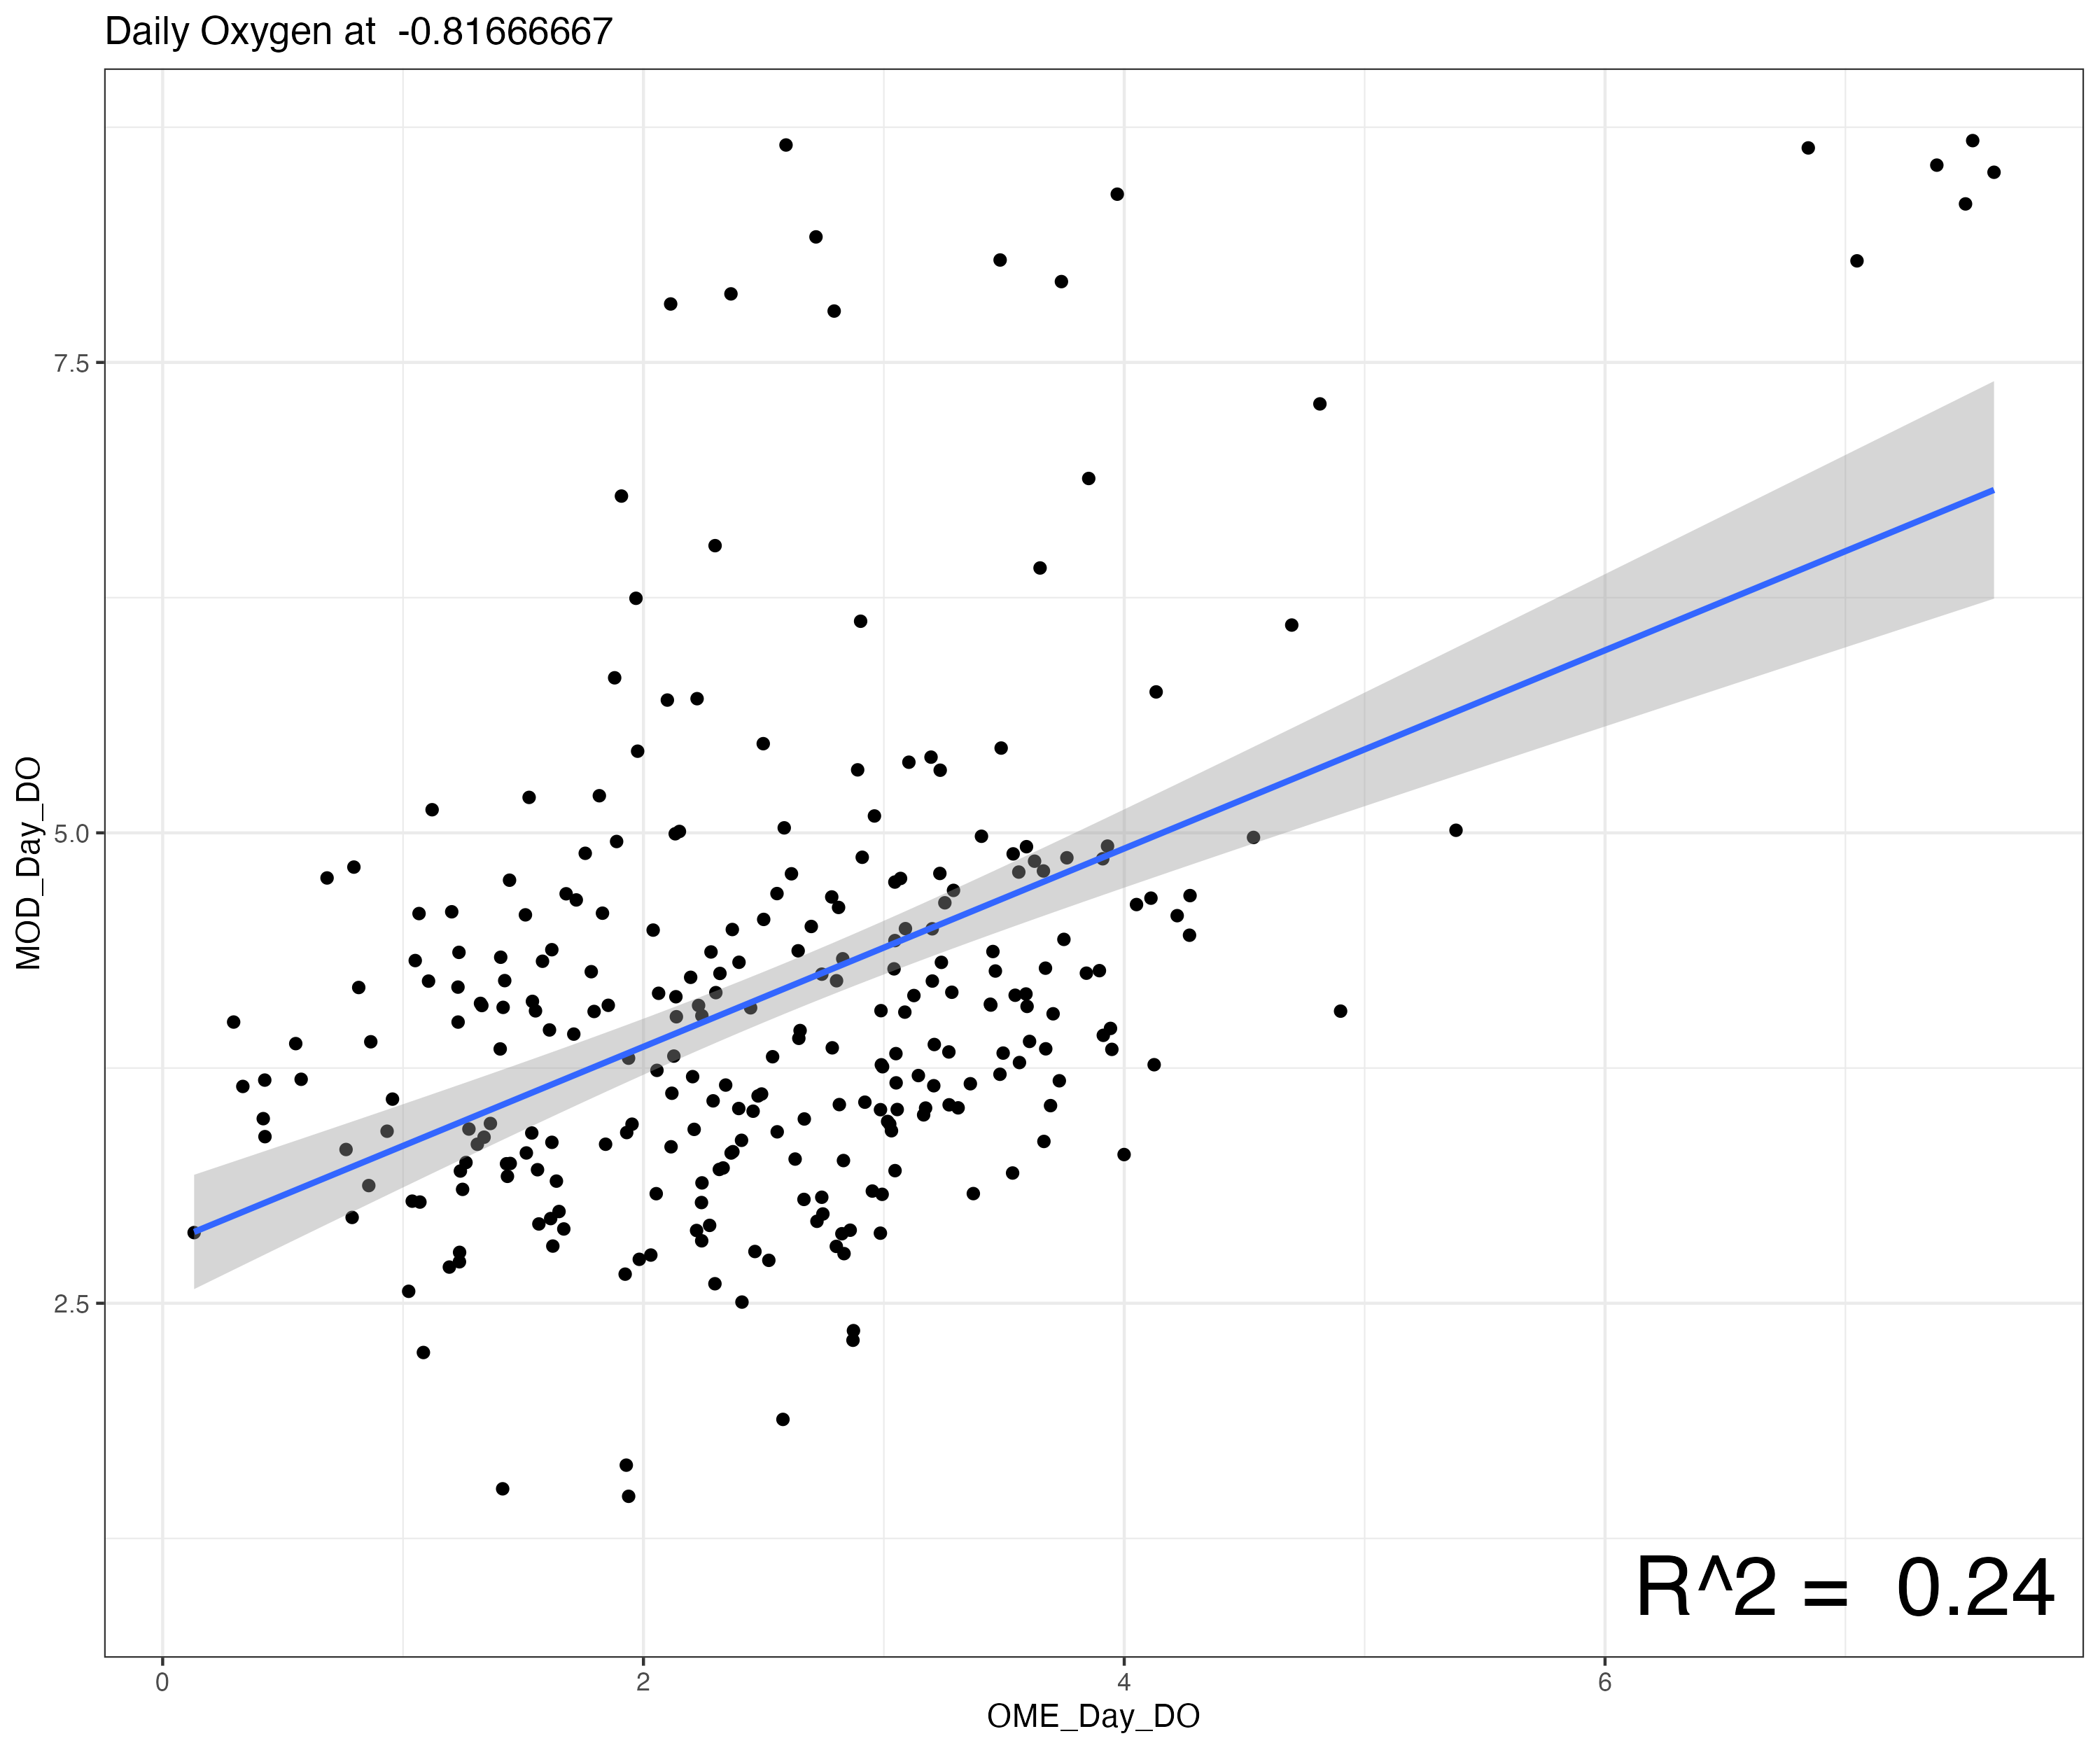 Daily Oxygen at  -0.81666667
MOD_Day_DO
7.5
5.0
2.5
R^2 =  0.24
0 2 4 6
OME_Day_DO